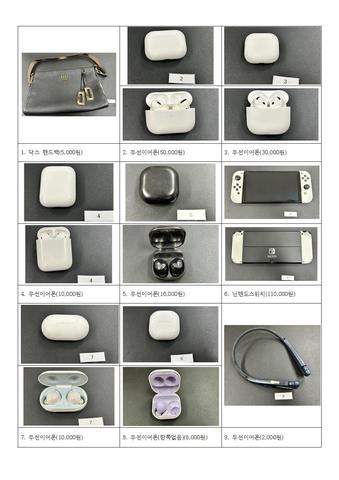 2
3
1. 닥스 핸드백(5,000원)
2. 무선이어폰(50,000원)
3. 무선이어폰(30,000원)
4
5
4. 무선이어폰(10,000원)
5. 무선이어폰(16,000원)
6. 닌텐도스위치(110,000원)
7
8
7
9
7. 무선이어폰(10,000원)
8. 무선이어폰(한쪽없음)(8,000원)
9. 무선이어폰(2,000원)